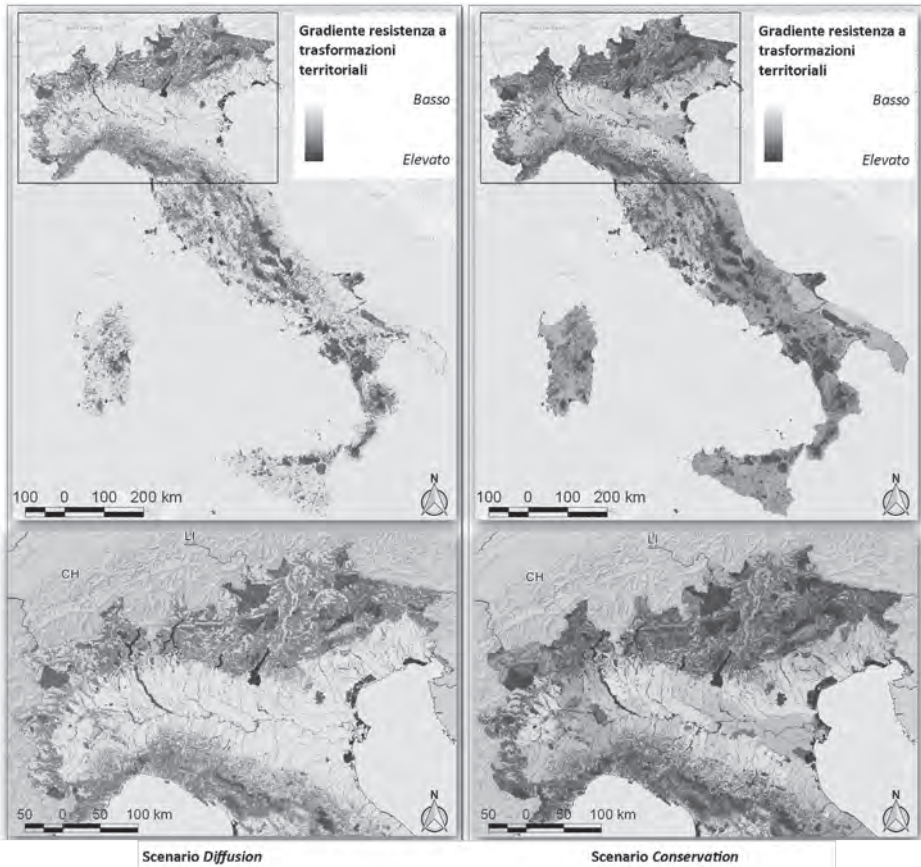 Gradiente resistenza a
trasformazioni
territoriali
Basso
Elevato
N
100 0 100 200 km
Gradiente resistenza a
trasformazioni
territoriali
Basso
Elevato
N
100 0 100 200 km
LI
CH
N
50 0 50 100 km
LI
CH
N
50 0 50 100 km
Scenario Diffusion
Scenario Conservation